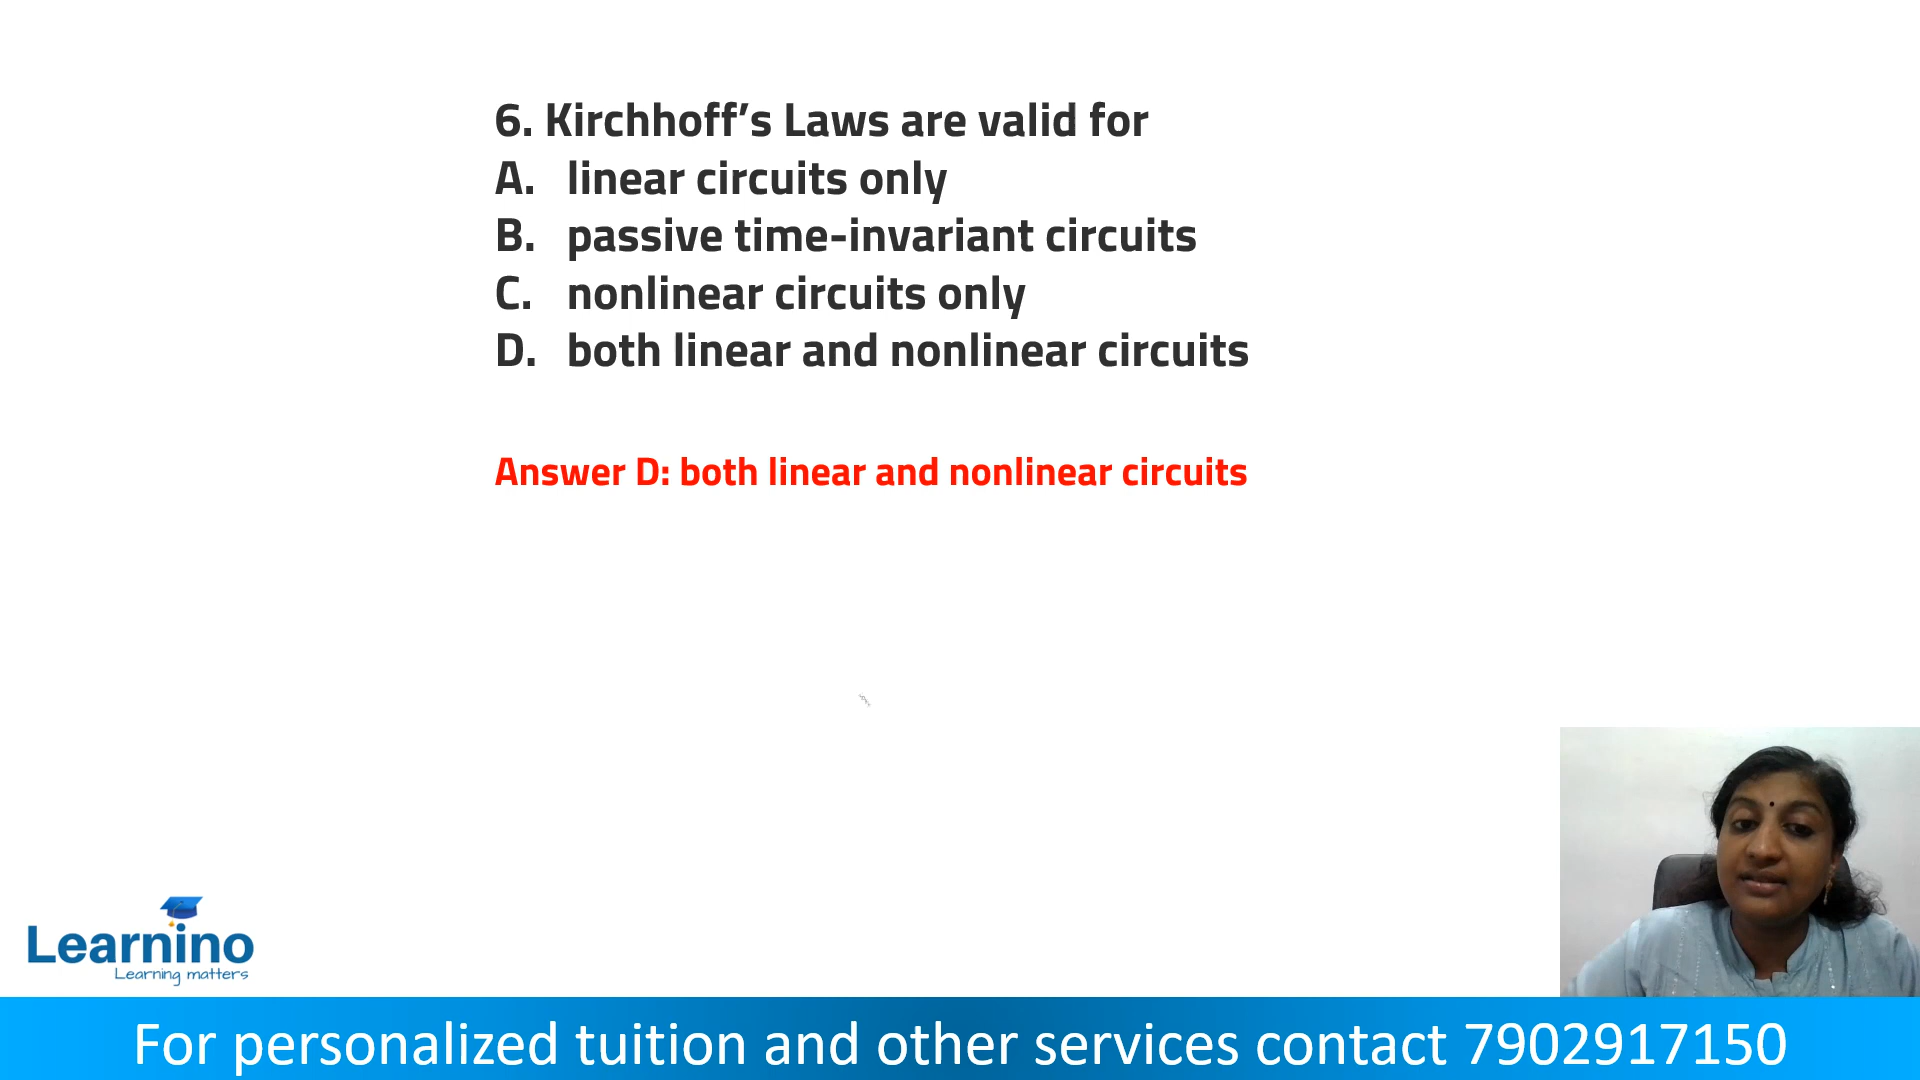 6. Kirchhoff’s Laws are valid for
A. linear circuits only
B. passive time-invariant circuits
C. nonlinear circuits only
D. both linear and nonlinear circuits
Answer D: both linear and nonlinear circuits
Learnino
Learning matters
For personalized tuition and other services contact 7902917150